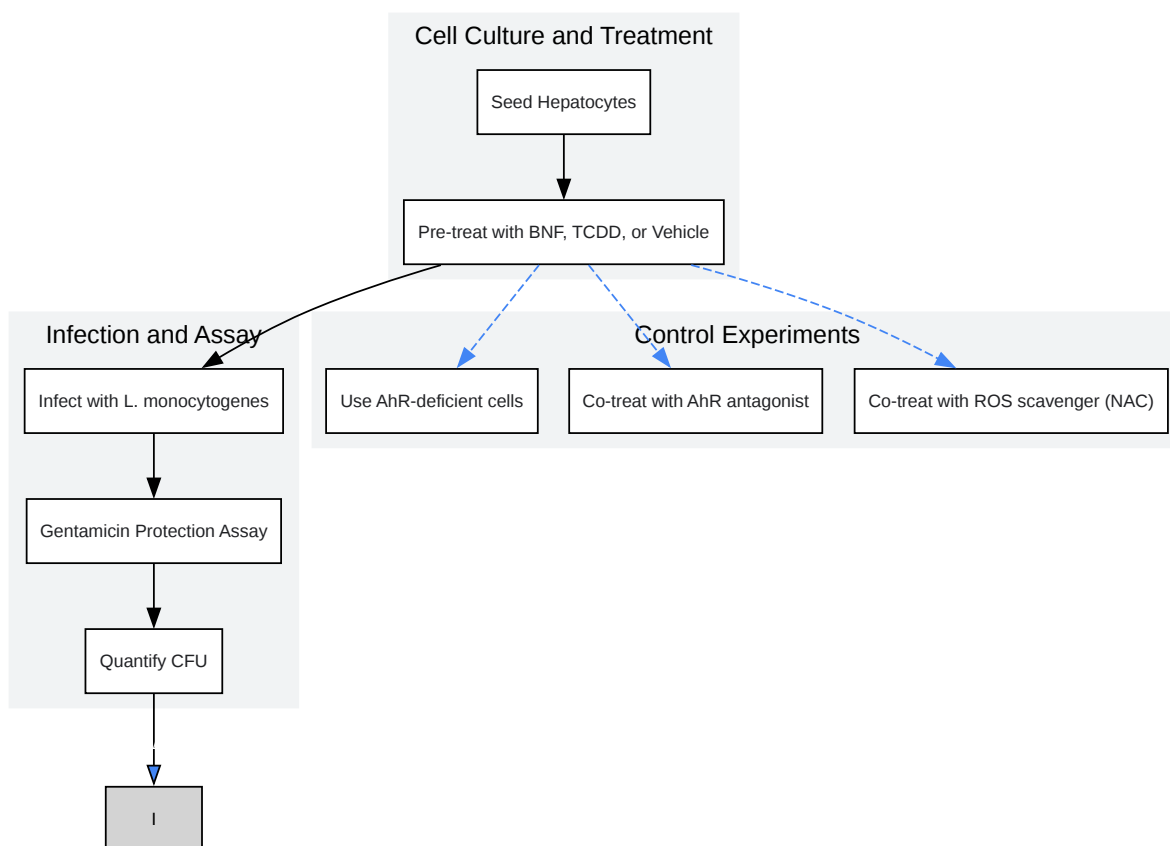 Cell Culture and Treatment
Seed Hepatocytes
Pre-treat with BNF, TCDD, or Vehicle
Infection and Assay
Control Experiments
Infect with L. monocytogenes
Use AhR-deficient cells
Co-treat with AhR antagonist
Co-treat with ROS scavenger (NAC)
Gentamicin Protection Assay
Quantify CFU
I